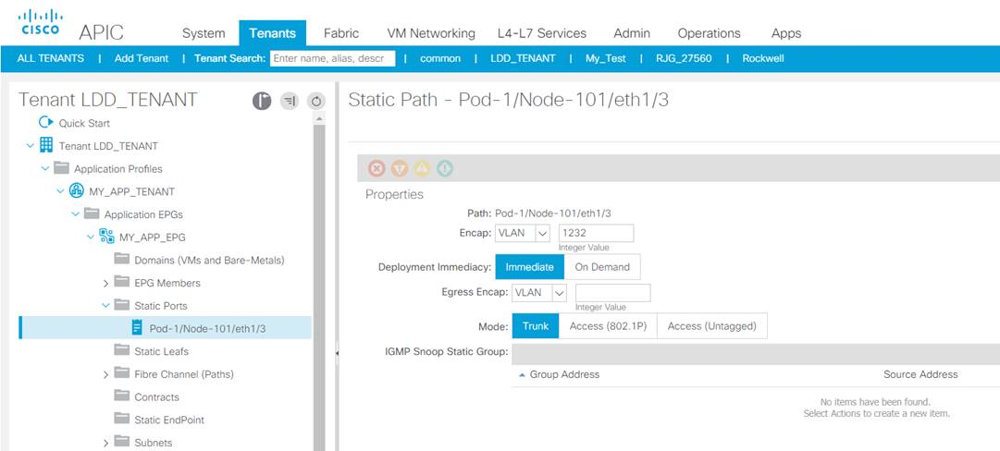 CISCO
APIC
System Tenants Fabric VM Networking L4-L7 Services Admin Operations Apps
ALL TENANTS | Add Tenant | Tenant Search: Enter name, alias, descr | common | LDD_TENANT | My_Test | RJG_27560 | Rockwell
Tenant LDD_TENANT
Quick Start
Tenant LDD_TENANT
Application Profiles
MY_APP_TENANT
Application EPGs
MY_APP_EPG
Domains (VMs and Bare-Metals)
EPG Members
Static Ports
Pod-1/Node-101/eth1/3
Static Leafs
Fibre Channel (Paths)
Contracts
Static EndPoint
Subnets
Static Path - Pod-1/Node-101/eth1/3
Properties
Path: Pod-1/Node-101/eth1/3
Encap: VLAN 1232
Integer Value
Deployment Immediacy: Immediate On Demand
Egress Encap: VLAN
Integer Value
Mode: Trunk Access (802.1P) Access (Untagged)
IGMP Snoop Static Group:
Group Address Source Address
No items have been found.
Select Actions to create a new item.